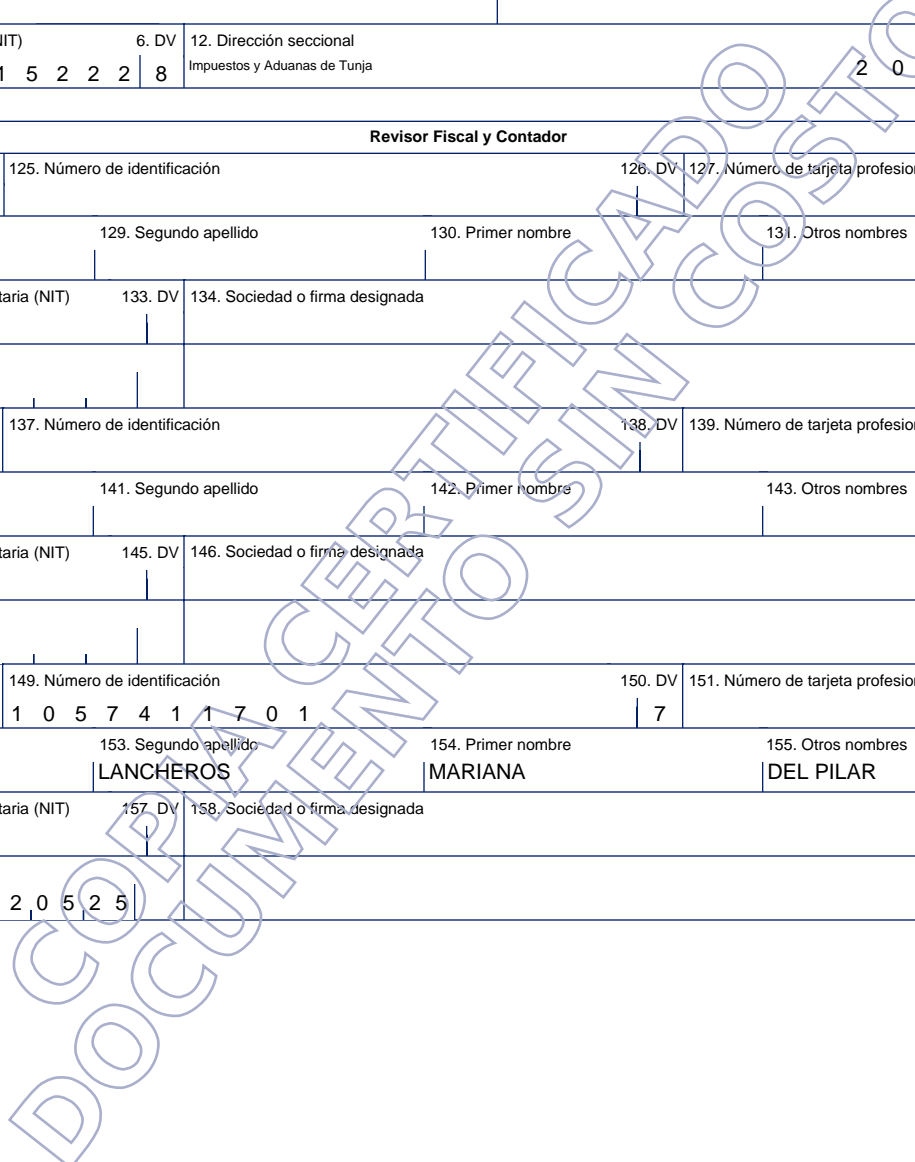 NIT) 6. DV 12. Dirección seccional
1 5 2 2 2 8 Impuestos y Aduanas de Tunja 2 0
Revisor Fiscal y Contador
125. Número de identificación 126. DV 127. Número de tarjeta profesion
129. Segundo apellido 130. Primer nombre 131. Otros nombres
taria (NIT) 133. DV 134. Sociedad o firma designada
137. Número de identificación 138. DV 139. Número de tarjeta profesion
141. Segundo apellido 142. Primer nombre 143. Otros nombres
taria (NIT) 145. DV 146. Sociedad o firma designada
149. Número de identificación 150. DV 151. Número de tarjeta profesion
1 0 5 7 4 1 1 7 0 1 7
153. Segundo apellido 154. Primer nombre 155. Otros nombres
LANCHEROS MARIANA DEL PILAR
taria (NIT) 157. DV 158. Sociedad o firma designada
2 0 5 2 5
COPIA CERTIFICADO
DOCUMENTO SIN COSTO